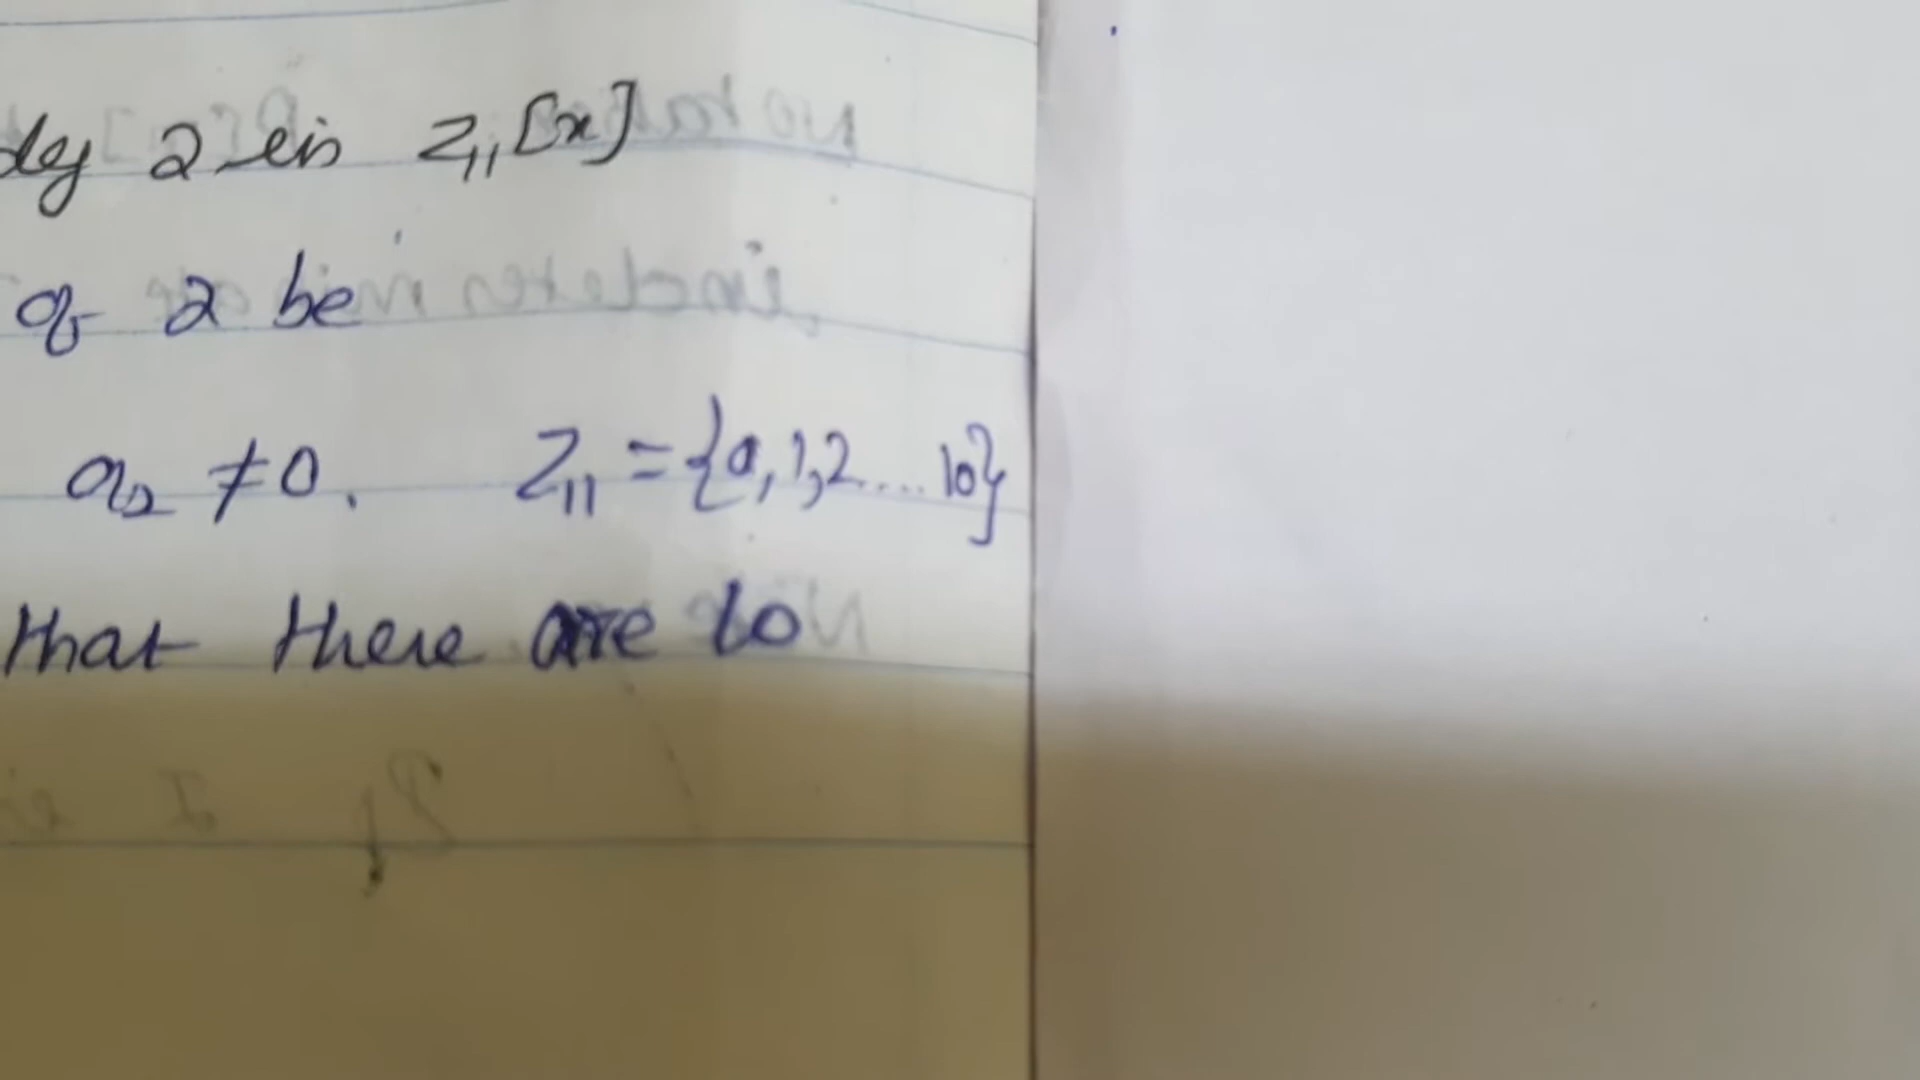 deg 2 in Z₁₁[x]
of 2 be
a₂ ≠ 0. Z₁₁ = {0, 1, 2 .... 10}
that there are 10